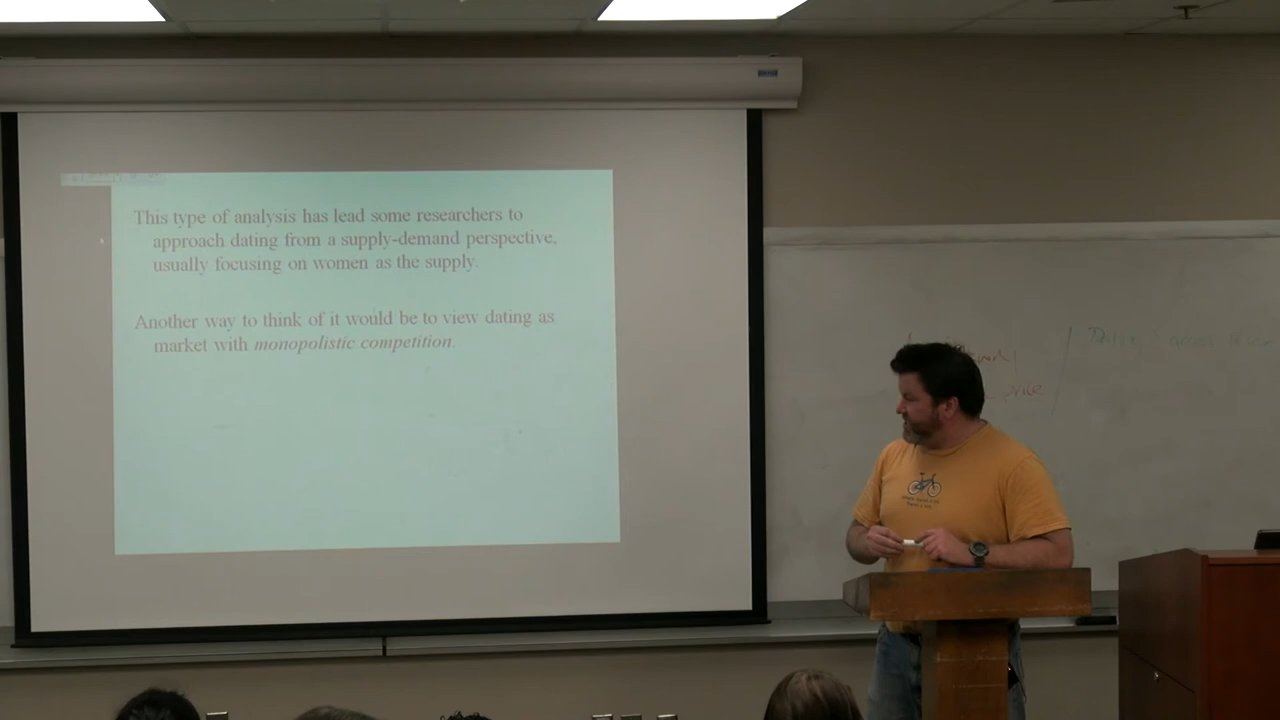 This type of analysis has lead some researchers to
approach dating from a supply-demand perspective,
usually focusing on women as the supply.
Another way to think of it would be to view dating as
market with monopolistic competition.